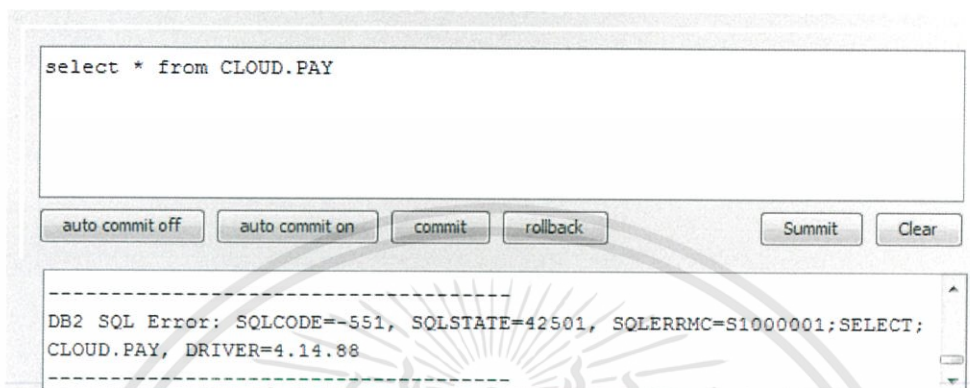 select * from CLOUD.PAY
auto commit off auto commit on commit rollback Summit Clear
------------------------------------
DB2 SQL Error: SQLCODE=-551, SQLSTATE=42501, SQLERRMC=S1000001;SELECT;
CLOUD.PAY, DRIVER=4.14.88
------------------------------------